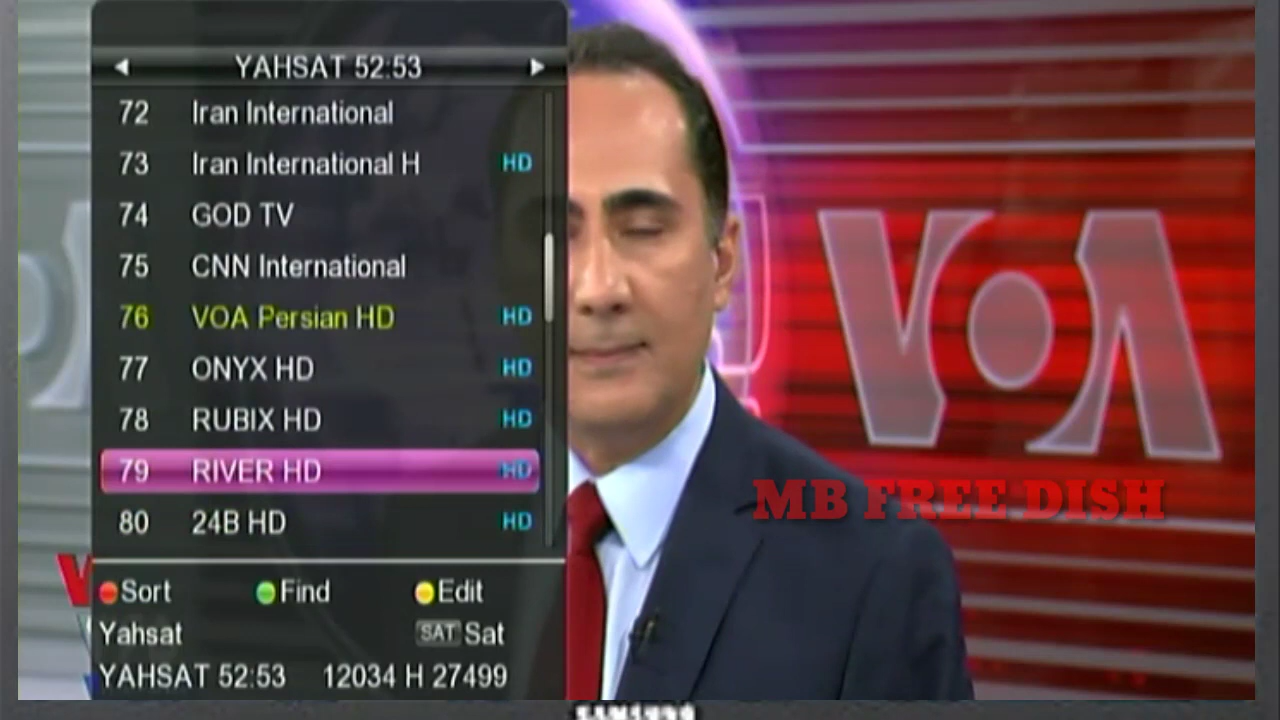 YAHSAT 52:53
72 Iran International
73 Iran International H HD
74 GOD TV
75 CNN International
76 VOA Persian HD HD
77 ONYX HD HD
78 RUBIX HD HD
79 RIVER HD HD
80 24B HD HD
Sort Find Edit
Yahsat SAT Sat
YAHSAT 52:53 12034 H 27499
VOA
MB FREE DISH
SAMSUNG